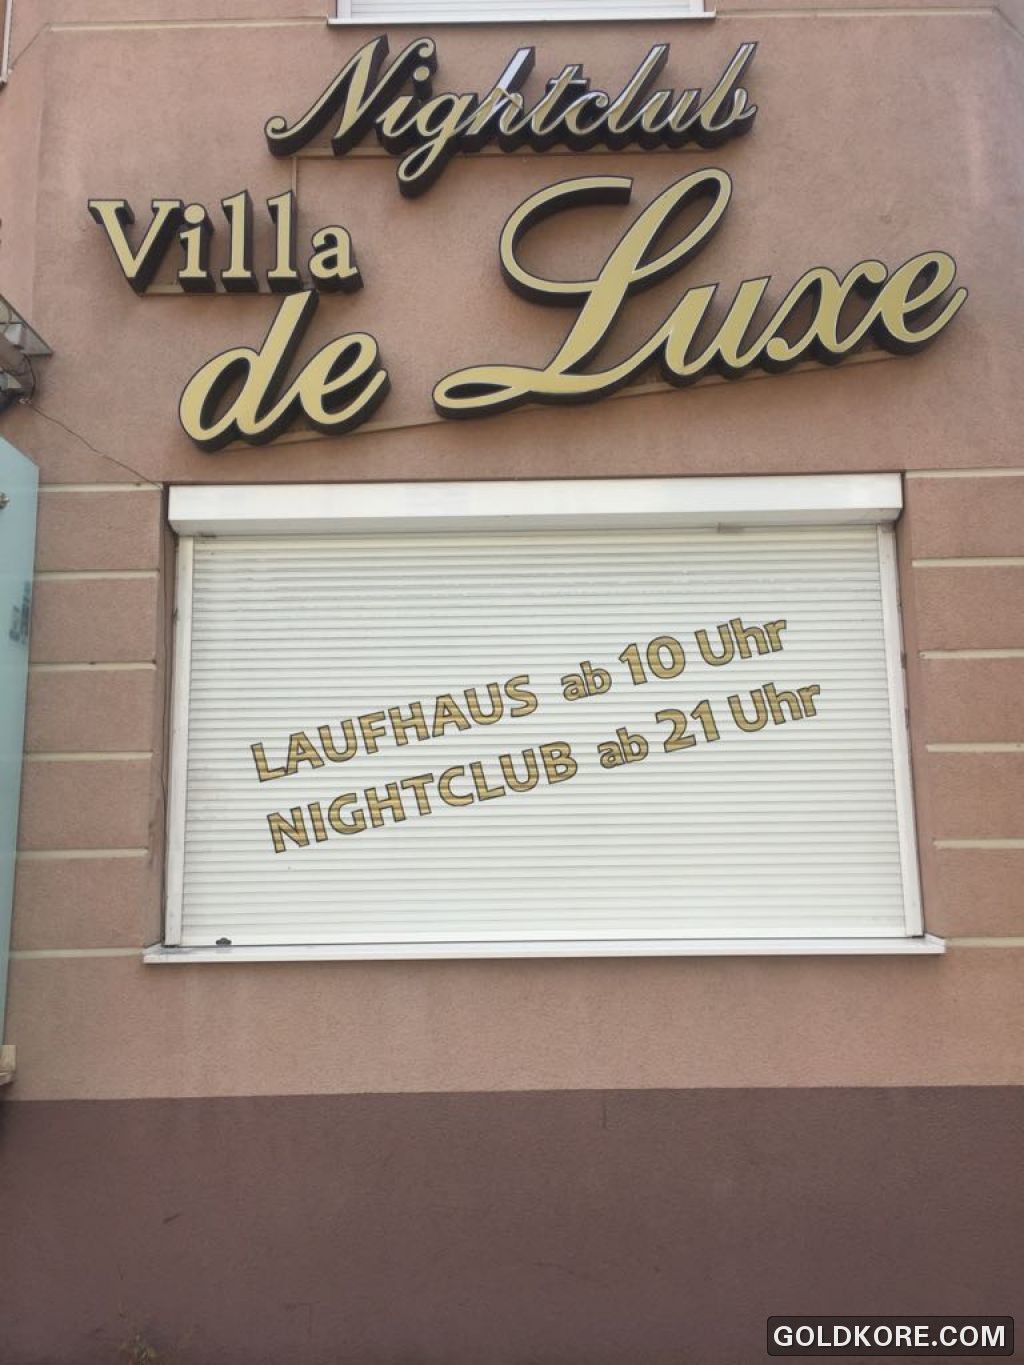 Nightclub
Villa
de Luxe
LAUFHAUS ab 10 Uhr
NIGHTCLUB ab 21 Uhr
GOLDKORE.COM